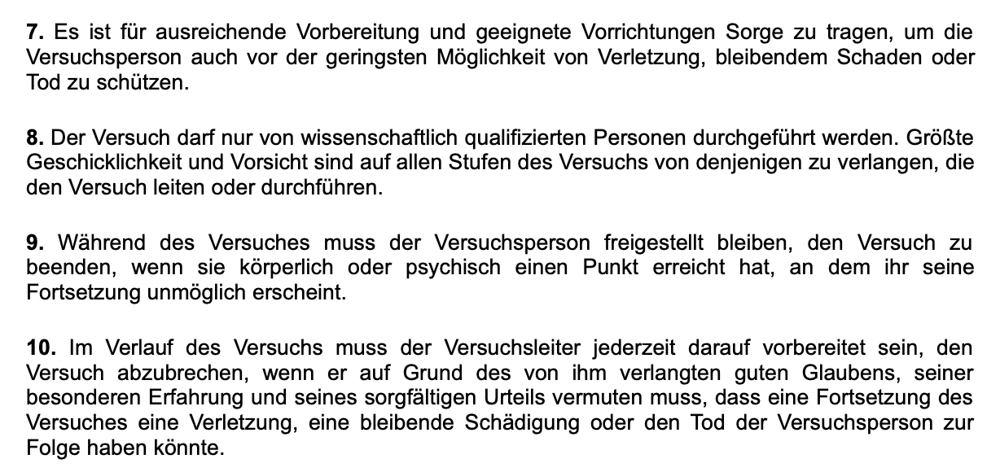 7. Es ist für ausreichende Vorbereitung und geeignete Vorrichtungen Sorge zu tragen, um die
Versuchsperson auch vor der geringsten Möglichkeit von Verletzung, bleibendem Schaden oder
Tod zu schützen.
8. Der Versuch darf nur von wissenschaftlich qualifizierten Personen durchgeführt werden. Größte
Geschicklichkeit und Vorsicht sind auf allen Stufen des Versuchs von denjenigen zu verlangen, die
den Versuch leiten oder durchführen.
9. Während des Versuches muss der Versuchsperson freigestellt bleiben, den Versuch zu
beenden, wenn sie körperlich oder psychisch einen Punkt erreicht hat, an dem ihr seine
Fortsetzung unmöglich erscheint.
10. Im Verlauf des Versuchs muss der Versuchsleiter jederzeit darauf vorbereitet sein, den
Versuch abzubrechen, wenn er auf Grund des von ihm verlangten guten Glaubens, seiner
besonderen Erfahrung und seines sorgfältigen Urteils vermuten muss, dass eine Fortsetzung des
Versuches eine Verletzung, eine bleibende Schädigung oder den Tod der Versuchsperson zur
Folge haben könnte.